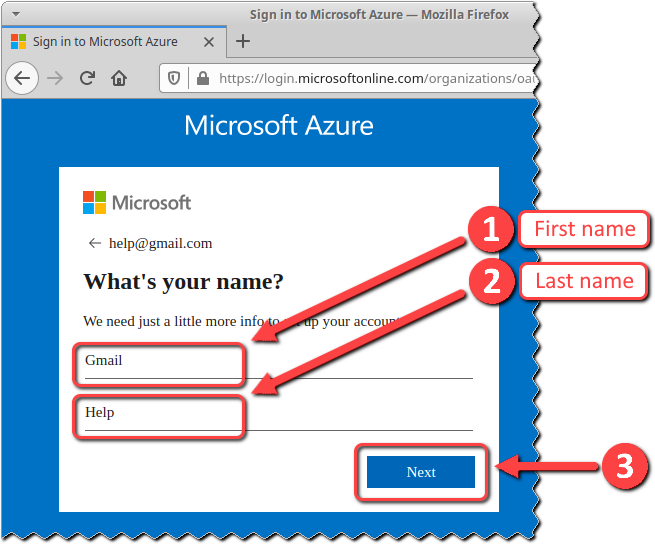 Sign in to Microsoft Azure — Mozilla Firefox
Sign in to Microsoft Azure
https://login.microsoftonline.com/organizations/oa
Microsoft Azure
Microsoft
help@gmail.com
1 First name
What's your name?
2 Last name
We need just a little more info to up your account
Gmail
Help
Next
3